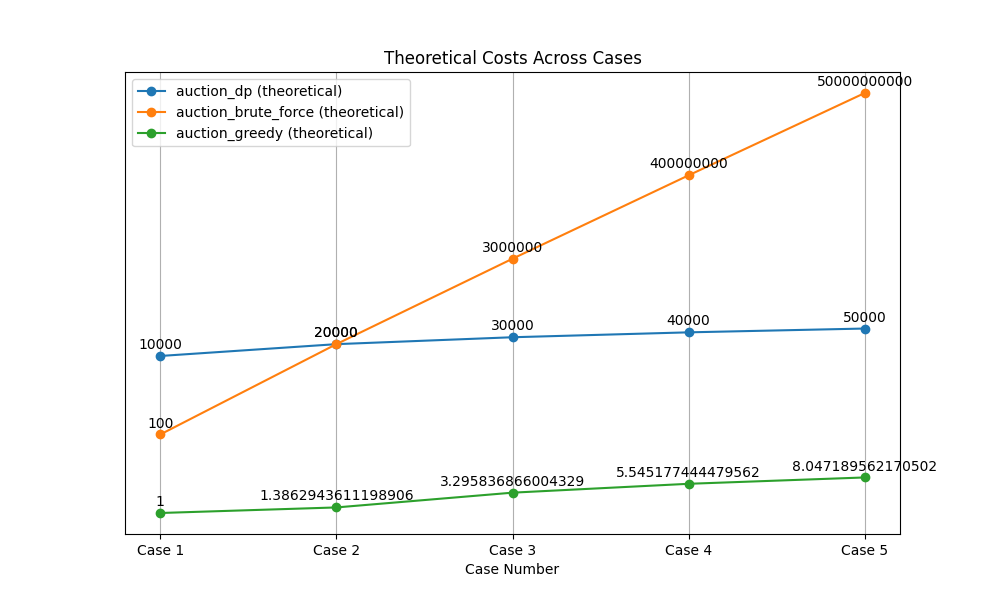 Theoretical Costs Across Cases
auction_dp (theoretical)
auction_brute_force (theoretical)
auction_greedy (theoretical)
50000000000
400000000
3000000
20000
20000
10000
30000
40000
50000
100
1
1.3862943611198906
3.295836866004329
5.545177444479562
8.047189562170502
Case 1
Case 2
Case 3
Case 4
Case 5
Case Number